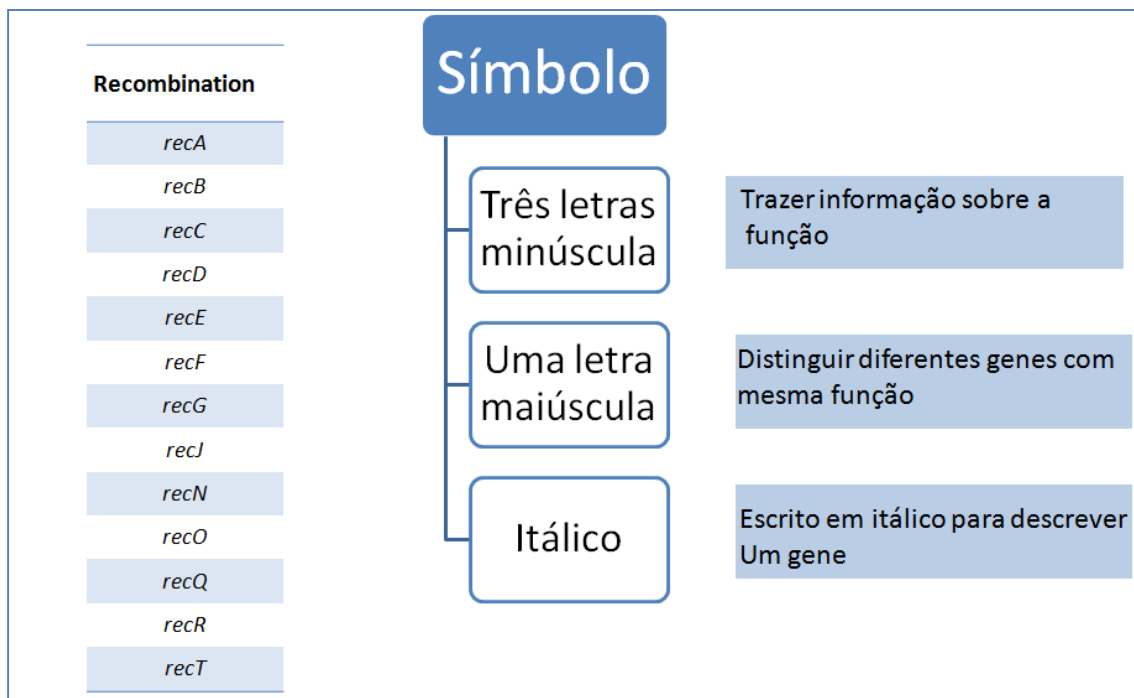 Recombination
recA
recB
recC
recD
recE
recF
recG
recJ
recN
recO
recQ
recR
recT
Símbolo
Três letras
minúscula
Trazer informação sobre a
função
Uma letra
maiúscula
Distinguir diferentes genes com
mesma função
Itálico
Escrito em itálico para descrever
Um gene